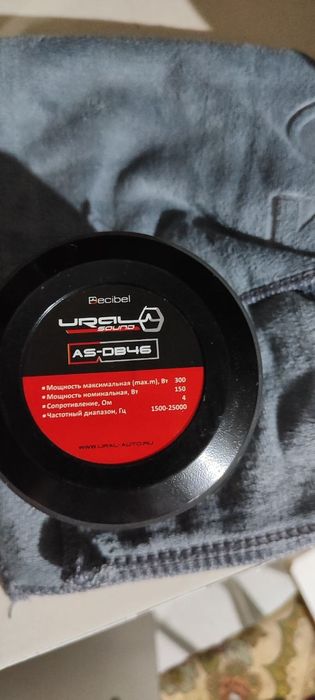 Decibel
URAL
SOUND
AS-DB46
Мощность максимальная (max.m), Вт 300
Мощность номинальная, Вт 150
Сопротивление, Ом 4
Частотный диапазон, Гц 1500-25000
WWW.URAL-AUTO.RU